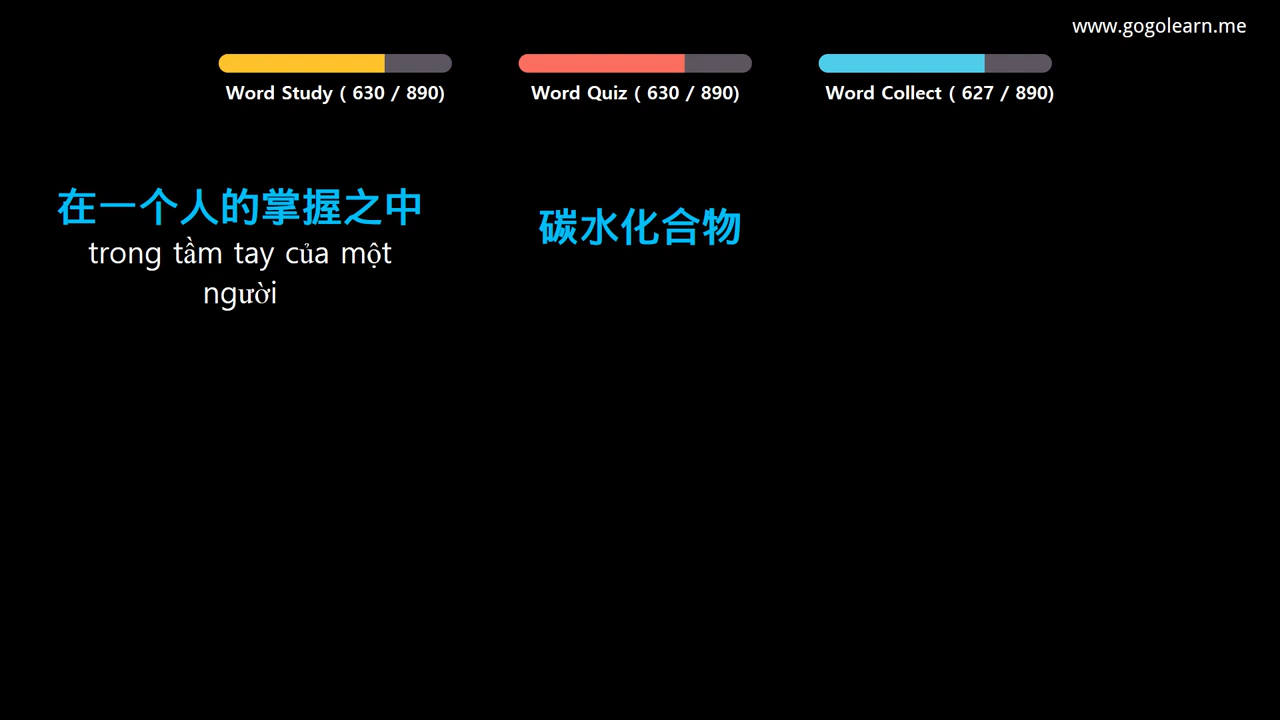 www.gogolearn.me
Word Study ( 630 / 890)
Word Quiz ( 630 / 890)
Word Collect ( 627 / 890)
在一个人的掌握之中
trong tầm tay của một
người
碳水化合物